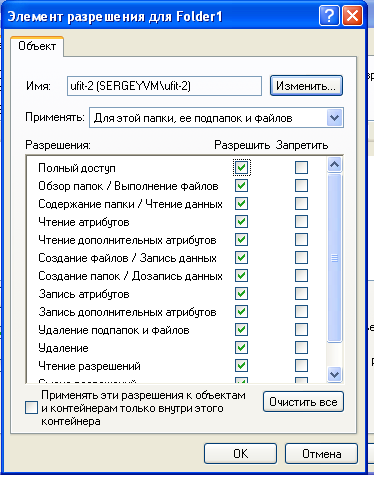 Элемент разрешения для Folder1
Объект
Имя: ufit-2 (SERGEYVM\ufit-2) Изменить...
Применять: Для этой папки, ее подпапок и файлов
Разрешения: Разрешить Запретить
Полный доступ
Обзор папок / Выполнение файлов
Содержание папки / Чтение данных
Чтение атрибутов
Чтение дополнительных атрибутов
Создание файлов / Запись данных
Создание папок / Дозапись данных
Запись атрибутов
Запись дополнительных атрибутов
Удаление подпапок и файлов
Удаление
Чтение разрешений
Применять эти разрешения к объектам
и контейнерам только внутри этого
контейнера
Очистить все
OK Отмена